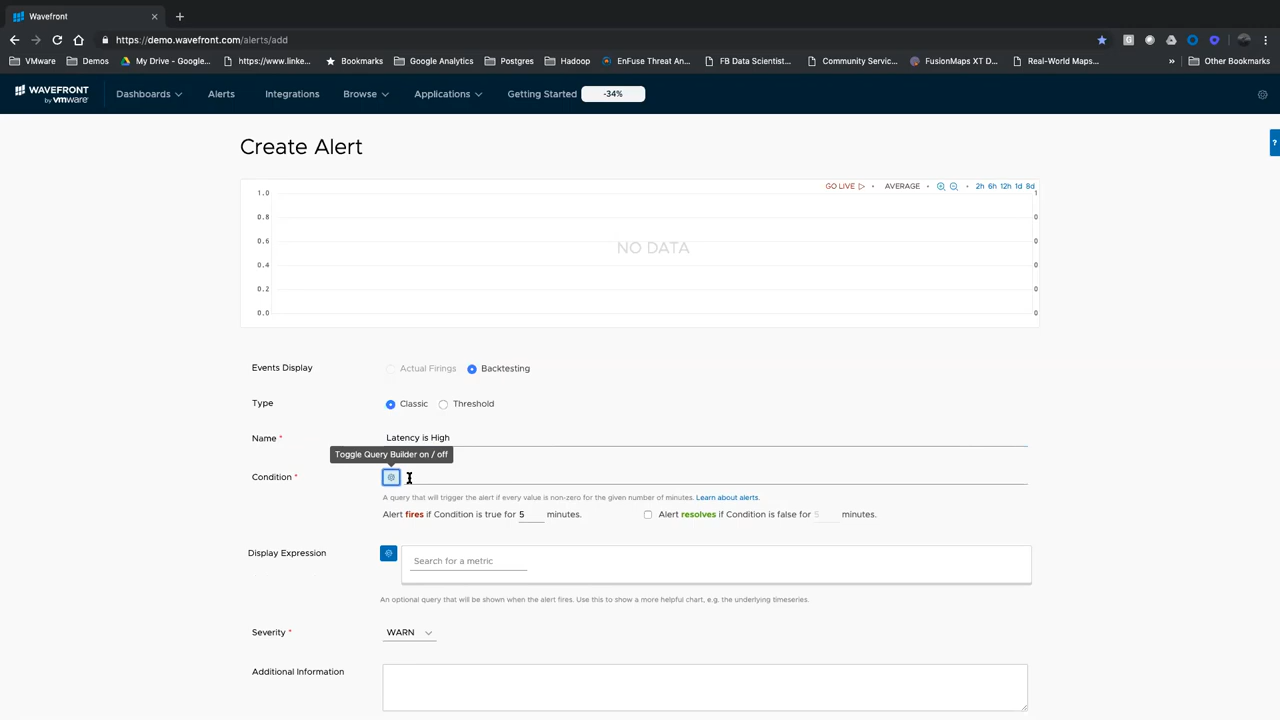 Wavefront
https://demo.wavefront.com/alerts/add
VMware Demos My Drive - Google... https://www.linke... Bookmarks Google Analytics Postgres Hadoop EnFuse Threat An... FB Data Scientist... Community Servic... FusionMaps XT D... Real-World Maps... » Other Bookmarks
WAVEFRONT by vmware Dashboards Alerts Integrations Browse Applications Getting Started -34%
Create Alert
GO LIVE • AVERAGE • • 2h 6h 12h 1d 8d
1.0 1
0.8 0
0.6 0
NO DATA
0.4 0
0.2 0
0.0 0
?
Events Display Actual Firings Backtesting
Type Classic Threshold
Name * Latency is High
Toggle Query Builder on / off
Condition *
A query that will trigger the alert if every value is non-zero for the given number of minutes. Learn about alerts.
Alert fires if Condition is true for 5 minutes. Alert resolves if Condition is false for 5 minutes.
Display Expression Search for a metric
An optional query that will be shown when the alert fires. Use this to show a more helpful chart, e.g. the underlying timeseries.
Severity * WARN
Additional Information